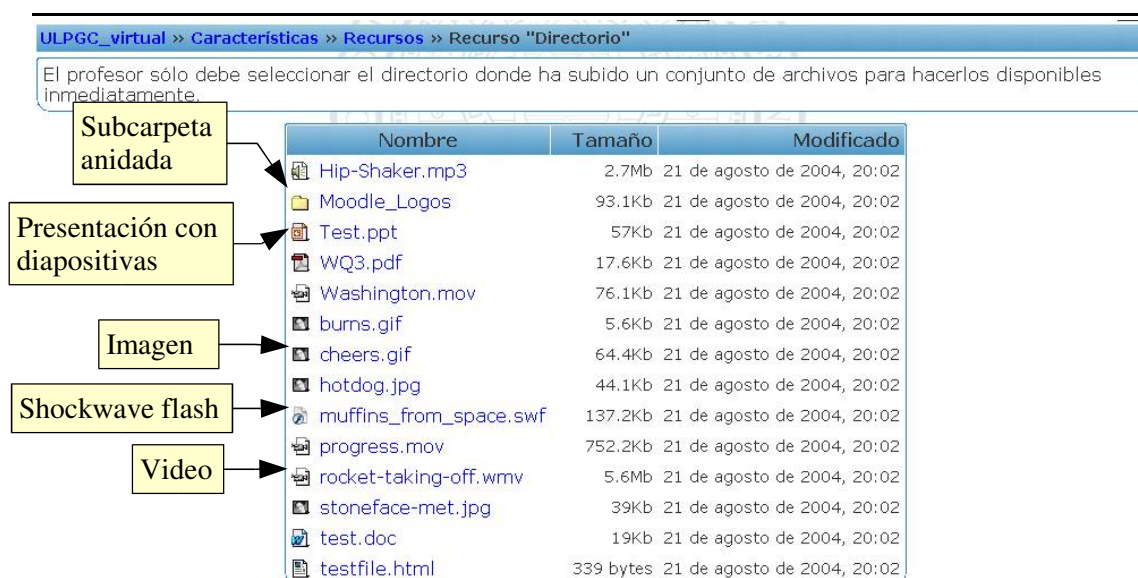 ULPGC_virtual » Características » Recursos » Recurso "Directorio"
El profesor sólo debe seleccionar el directorio donde ha subido un conjunto de archivos para hacerlos disponibles
inmediatamente.
Subcarpeta
anidada
Presentación con
diapositivas
Imagen
Shockwave flash
Video
Nombre Tamaño Modificado
Hip-Shaker.mp3 2.7Mb 21 de agosto de 2004, 20:02
Moodle_Logos 93.1Kb 21 de agosto de 2004, 20:02
Test.ppt 57Kb 21 de agosto de 2004, 20:02
WQ3.pdf 17.6Kb 21 de agosto de 2004, 20:02
Washington.mov 76.1Kb 21 de agosto de 2004, 20:02
burns.gif 5.6Kb 21 de agosto de 2004, 20:02
cheers.gif 64.4Kb 21 de agosto de 2004, 20:02
hotdog.jpg 44.1Kb 21 de agosto de 2004, 20:02
muffins_from_space.swf 137.2Kb 21 de agosto de 2004, 20:02
progress.mov 752.2Kb 21 de agosto de 2004, 20:02
rocket-taking-off.wmv 5.6Mb 21 de agosto de 2004, 20:02
stoneface-met.jpg 39Kb 21 de agosto de 2004, 20:02
test.doc 19Kb 21 de agosto de 2004, 20:02
testfile.html 339 bytes 21 de agosto de 2004, 20:02